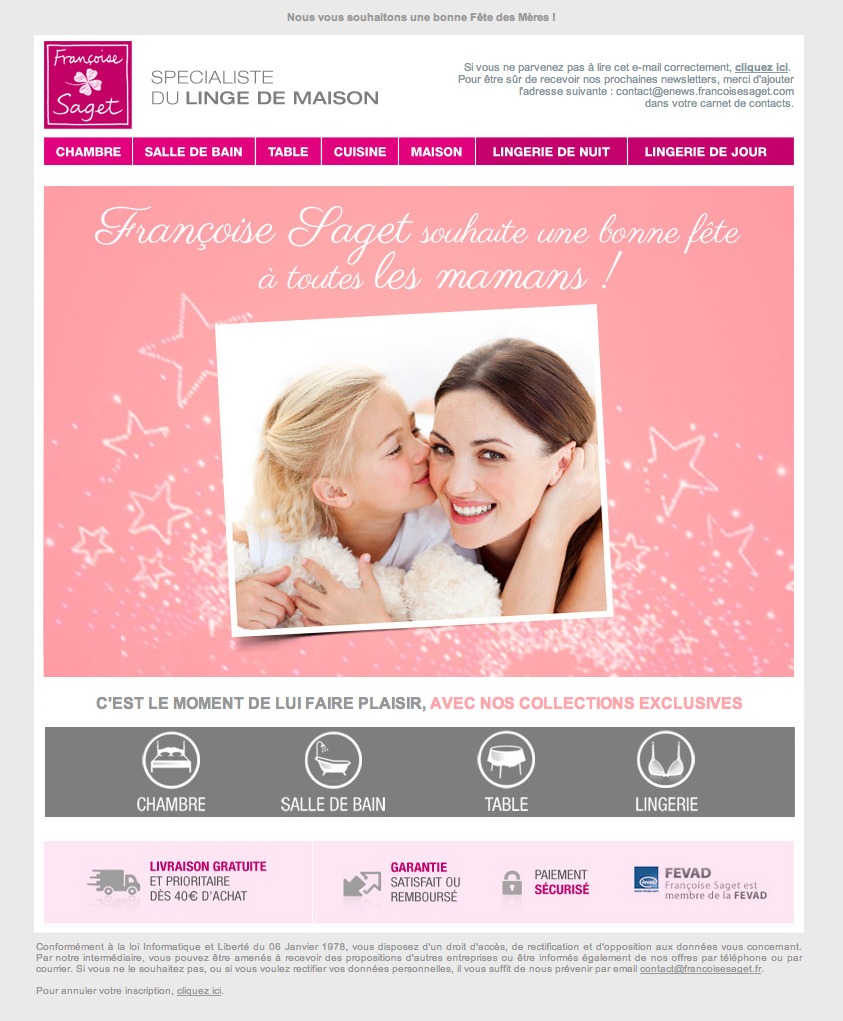 Nous vous souhaitons une bonne Fête des Mères !
Françoise
Saget
SPECIALISTE
DU LINGE DE MAISON
Si vous ne parvenez pas à lire cet e-mail correctement, cliquez ici.
Pour être sûr de recevoir nos prochaines newsletters, merci d'ajouter
l'adresse suivante : contact@enews.francoisesaget.com
dans votre carnet de contacts.
CHAMBRE SALLE DE BAIN TABLE CUISINE MAISON LINGERIE DE NUIT LINGERIE DE JOUR
Françoise Saget souhaite une bonne fête
à toutes les mamans !
C'EST LE MOMENT DE LUI FAIRE PLAISIR, AVEC NOS COLLECTIONS EXCLUSIVES
CHAMBRE SALLE DE BAIN TABLE LINGERIE
LIVRAISON GRATUITE
ET PRIORITAIRE
DÈS 40€ D'ACHAT
GARANTIE
SATISFAIT OU
REMBOURSÉ
PAIEMENT
SÉCURISÉ
FEVAD
Françoise Saget est
membre de la FEVAD
Conformément à la loi Informatique et Liberté du 06 Janvier 1978, vous disposez d'un droit d'accès, de rectification et d'opposition aux données vous concernant.
Par notre intermédiaire, vous pouvez être amenés à recevoir des propositions d'autres entreprises ou être informés également de nos offres par téléphone ou par
courrier. Si vous ne le souhaitez pas, ou si vous voulez rectifier vos données personnelles, il vous suffit de nous prévenir par email contact@francoisesaget.fr.
Pour annuler votre inscription, cliquez ici.